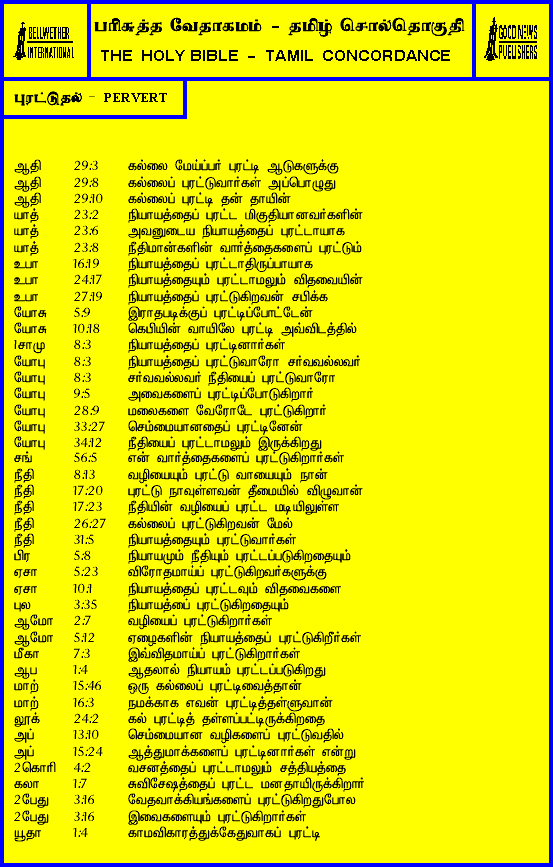 BELLWETHER
INTERNATIONAL
பரிசுத்த வேதாகமம் - தமிழ் சொல்தொகுதி
THE HOLY BIBLE - TAMIL CONCORDANCE
GOOD NEWS
PUBLISHERS
புரட்டுதல் - PERVERT
ஆதி 29:3 கல்லை மேய்ப்பர் புரட்டி ஆடுகளுக்கு
ஆதி 29:8 கல்லைப் புரட்டுவார்கள் அப்பொழுது
ஆதி 29:10 கல்லைப் புரட்டி தன் தாயின்
யாத் 23:2 நியாயத்தைப் புரட்ட மிகுதியானவர்களின்
யாத் 23:6 அவனுடைய நியாயத்தைப் புரட்டாயாக
யாத் 23:8 நீதிமான்களின் வார்த்தைகளைப் புரட்டும்
உபா 16:19 நியாயத்தைப் புரட்டாதிருப்பாயாக
உபா 24:17 நியாயத்தையும் புரட்டாமலும் விதவையின்
உபா 27:19 நியாயத்தைப் புரட்டுகிறவன் சபிக்க
யோசு 5:9 இராதபடிக்குப் புரட்டிப்போட்டேன்
யோசு 10:18 கெபியின் வாயிலே புரட்டி அவ்விடத்தில்
1சாமு 8:3 நியாயத்தைப் புரட்டினார்கள்
யோபு 8:3 நியாயத்தைப் புரட்டுவாரோ சர்வவல்லவர்
யோபு 8:3 சர்வவல்லவர் நீதியைப் புரட்டுவாரோ
யோபு 9:5 அவைகளைப் புரட்டிப்போடுகிறார்
யோபு 28:9 மலைகளை வேரோடே புரட்டுகிறார்
யோபு 33:27 செம்மையானதைப் புரட்டினேன்
யோபு 34:12 நீதியைப் புரட்டாமலும் இருக்கிறது
சங் 56:5 என் வார்த்தைகளைப் புரட்டுகிறார்கள்
நீதி 8:13 வழியையும் புரட்டு வாயையும் நான்
நீதி 17:20 புரட்டு நாவுள்ளவன் தீமையில் விழுவான்
நீதி 17:23 நீதியின் வழியைப் புரட்ட மடியிலுள்ள
நீதி 26:27 கல்லைப் புரட்டுகிறவன் மேல்
நீதி 31:5 நியாயத்தையும் புரட்டுவார்கள்
பிர 5:8 நியாயமும் நீதியும் புரட்டப்படுகிறதையும்
ஏசா 5:23 விரோதமாய்ப் புரட்டுகிறவர்களுக்கு
ஏசா 10:1 நியாயத்தைப் புரட்டவும் விதவைகளை
புல 3:35 நியாயத்பை் புரட்டுகிறதையும்
ஆமோ 2:7 வழியைப் புரட்டுகிறார்கள்
ஆமோ 5:12 ஏழைகளின் நியாயத்தைப் புரட்டுகிறீர்கள்
மீகா 7:3 இவ்விதமாய்ப் புரட்டுகிறார்கள்
ஆப 1:4 ஆதலால் நியாயம் புரட்டப்படுகிறது
மாற் 15:46 ஒரு கல்லைப் புரட்டிவைத்தான்
மாற் 16:3 நமக்காக எவன் புரட்டித்தள்ளுவான்
லூக் 24:2 கல் புரட்டித் தள்ளப்பட்டிருக்கிறதை
அப் 13:10 செம்மையான வழிகளைப் புரட்டுவதில்
அப் 15:24 ஆத்துமாக்களைப் புரட்டினார்கள் என்று
2கொரி 4:2 வசனத்தைப் புரட்டாமலும் சத்தியத்தை
கலா 1:7 சுவிசேஷத்தைப் புரட்ட மனதாயிருக்கிறார்
2பேது 3:16 வேதவாக்கியங்களைப் புரட்டுகிறதுபோல
2பேது 3:16 இவைகளையும் புரட்டுகிறார்கள்
யூதா 1:4 காமவிகாரத்துக்கேதுவாகப் புரட்டி